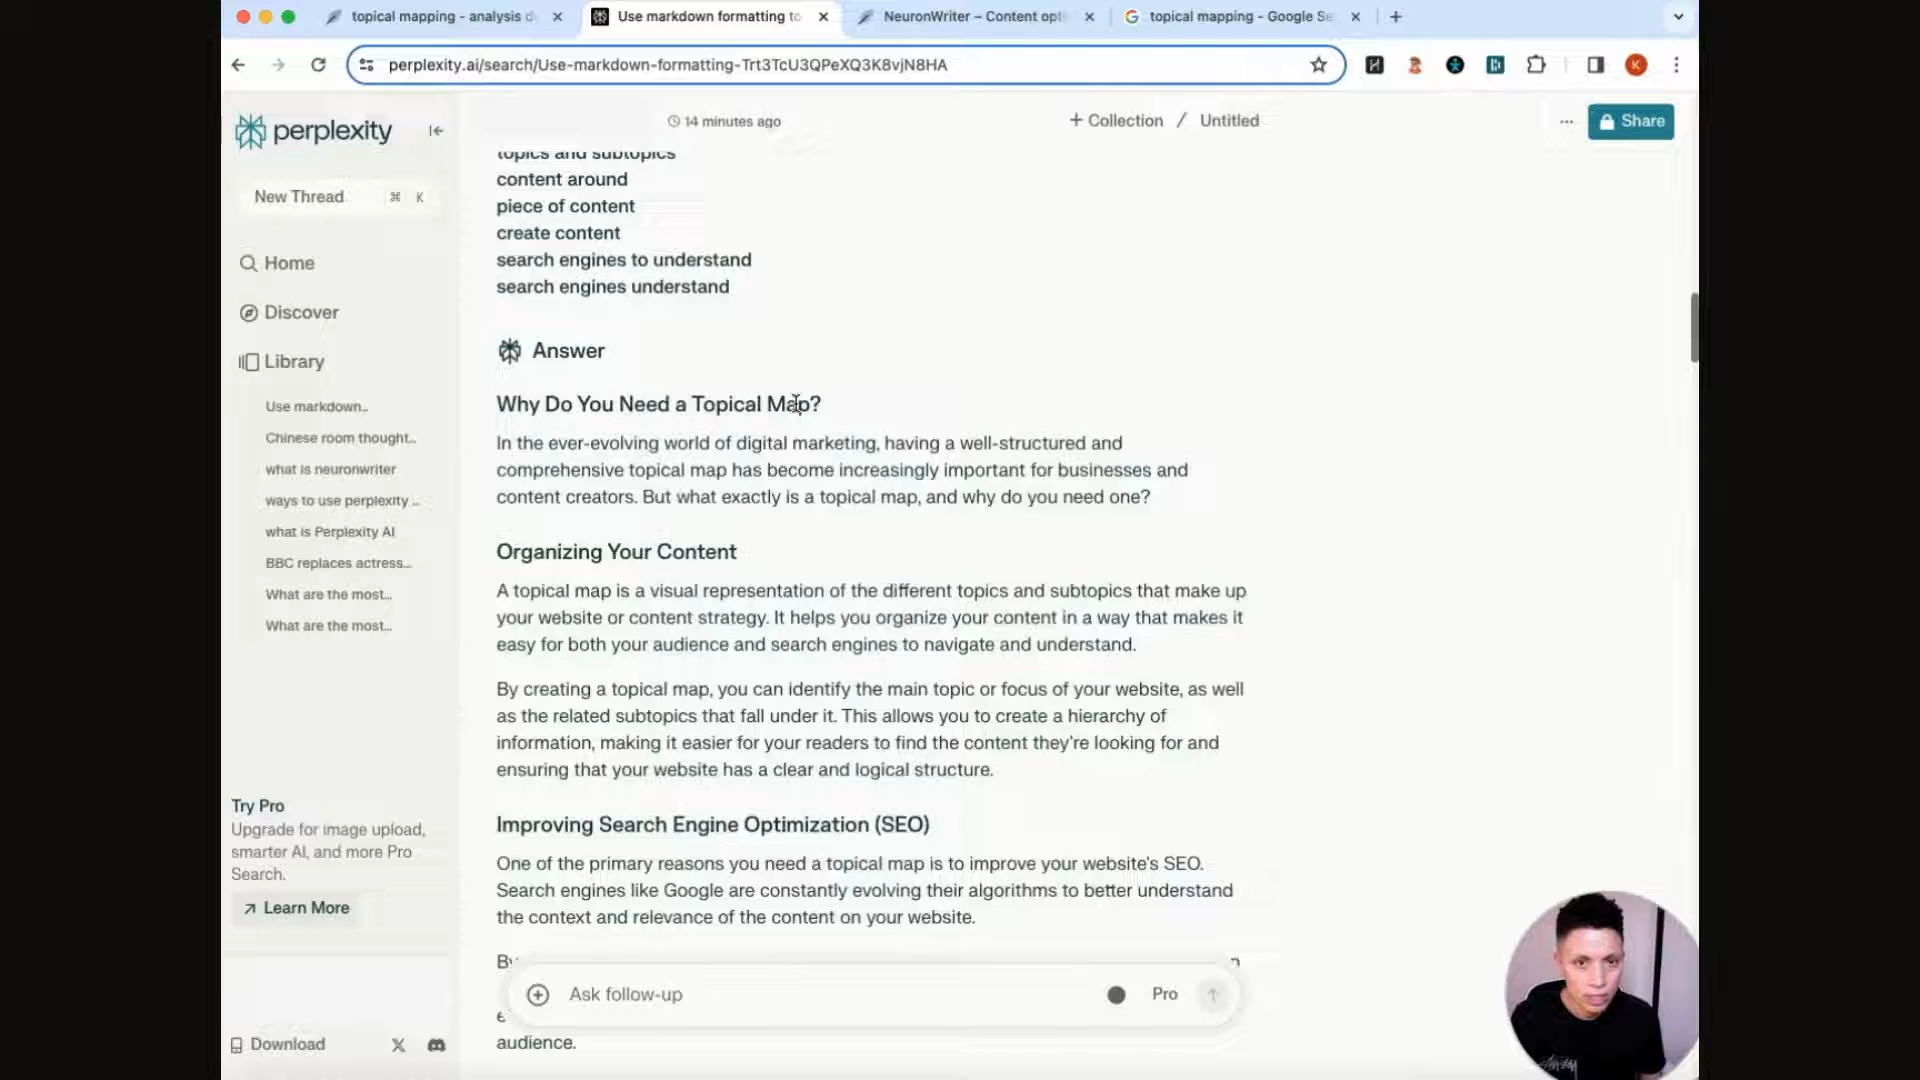 topical mapping - analysis d
Use markdown formatting to
NeuronWriter – Content opt
topical mapping - Google Se
perplexity.ai/search/Use-markdown-formatting-Trt3TcU3QPeXQ3K8vjN8HA
K
perplexity
14 minutes ago
+ Collection / Untitled
Share
New Thread ⌘ K
Home
Discover
Library
Use markdown...
Chinese room thought...
what is neuronwriter
ways to use perplexity ...
what is Perplexity AI
BBC replaces actress...
What are the most...
What are the most...
Try Pro
Upgrade for image upload,
smarter AI, and more Pro
Search.
Learn More
Download
topics and subtopics
content around
piece of content
create content
search engines to understand
search engines understand
Answer
Why Do You Need a Topical Map?
In the ever-evolving world of digital marketing, having a well-structured and
comprehensive topical map has become increasingly important for businesses and
content creators. But what exactly is a topical map, and why do you need one?
Organizing Your Content
A topical map is a visual representation of the different topics and subtopics that make up
your website or content strategy. It helps you organize your content in a way that makes it
easy for both your audience and search engines to navigate and understand.
By creating a topical map, you can identify the main topic or focus of your website, as well
as the related subtopics that fall under it. This allows you to create a hierarchy of
information, making it easier for your readers to find the content they're looking for and
ensuring that your website has a clear and logical structure.
Improving Search Engine Optimization (SEO)
One of the primary reasons you need a topical map is to improve your website's SEO.
Search engines like Google are constantly evolving their algorithms to better understand
the context and relevance of the content on your website.
By
Ask follow-up
Pro
audience.